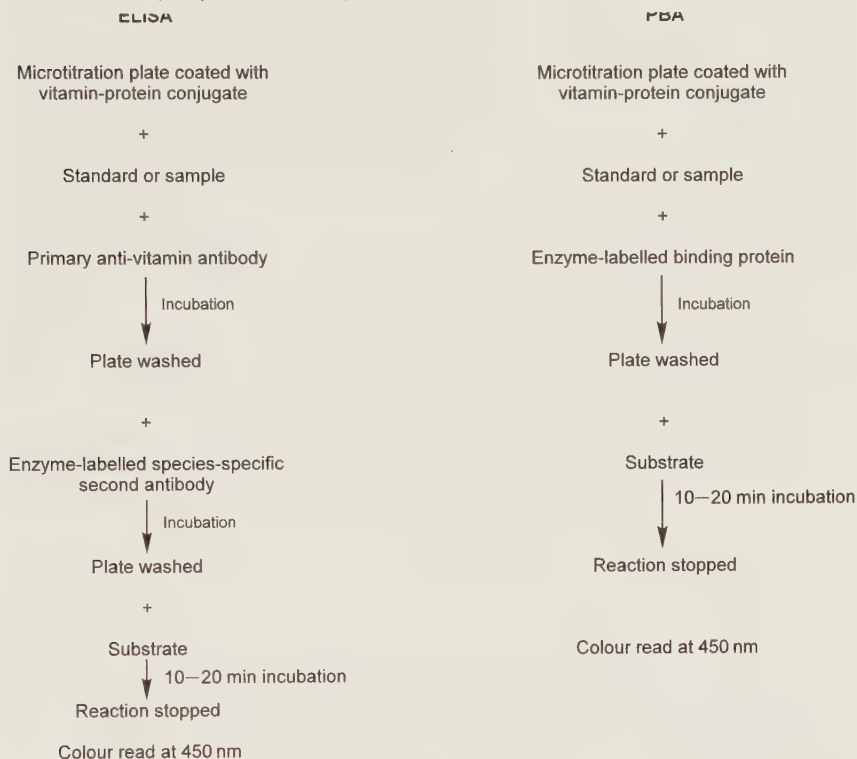 ELISA
Microtitration plate coated with
vitamin-protein conjugate
+
Standard or sample
+
Primary anti-vitamin antibody
Incubation
Plate washed
+
Enzyme-labelled species-specific
second antibody
Incubation
Plate washed
+
Substrate
10—20 min incubation
Reaction stopped
Colour read at 450 nm
PBA
Microtitration plate coated with
vitamin-protein conjugate
+
Standard or sample
+
Enzyme-labelled binding protein
Incubation
Plate washed
+
Substrate
10—20 min incubation
Reaction stopped
Colour read at 450 nm